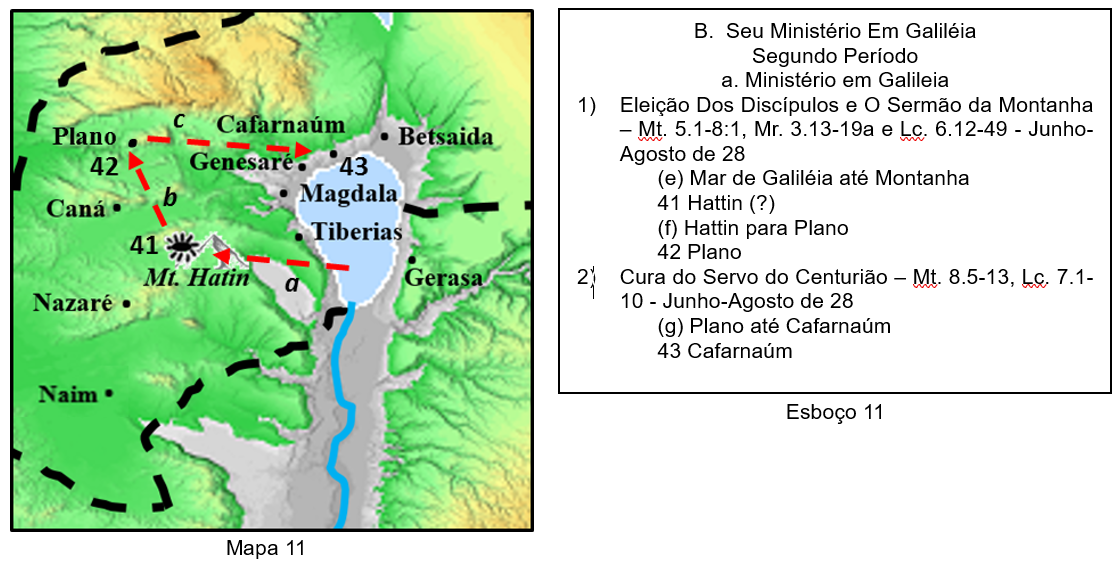 Plano
c
Cafarnaúm
Betsaida
42
Genesaré
43
b
Magdala
Caná
41
Tiberias
Mt. Hatin
a
Gerasa
Nazaré
Naim
Mapa 11
B. Seu Ministério Em Galiléia
Segundo Período
a. Ministério em Galileia
1) Eleição Dos Discípulos e O Sermão da Montanha
– Mt. 5.1-8:1, Mr. 3.13-19a e Lc. 6.12-49 - Junho-
Agosto de 28
(e) Mar de Galiléia até Montanha
41 Hattin (?)
(f) Hattin para Plano
42 Plano
2) Cura do Servo do Centurião – Mt. 8.5-13, Lc. 7.1-
10 - Junho-Agosto de 28
(g) Plano até Cafarnaúm
43 Cafarnaúm
Esboço 11